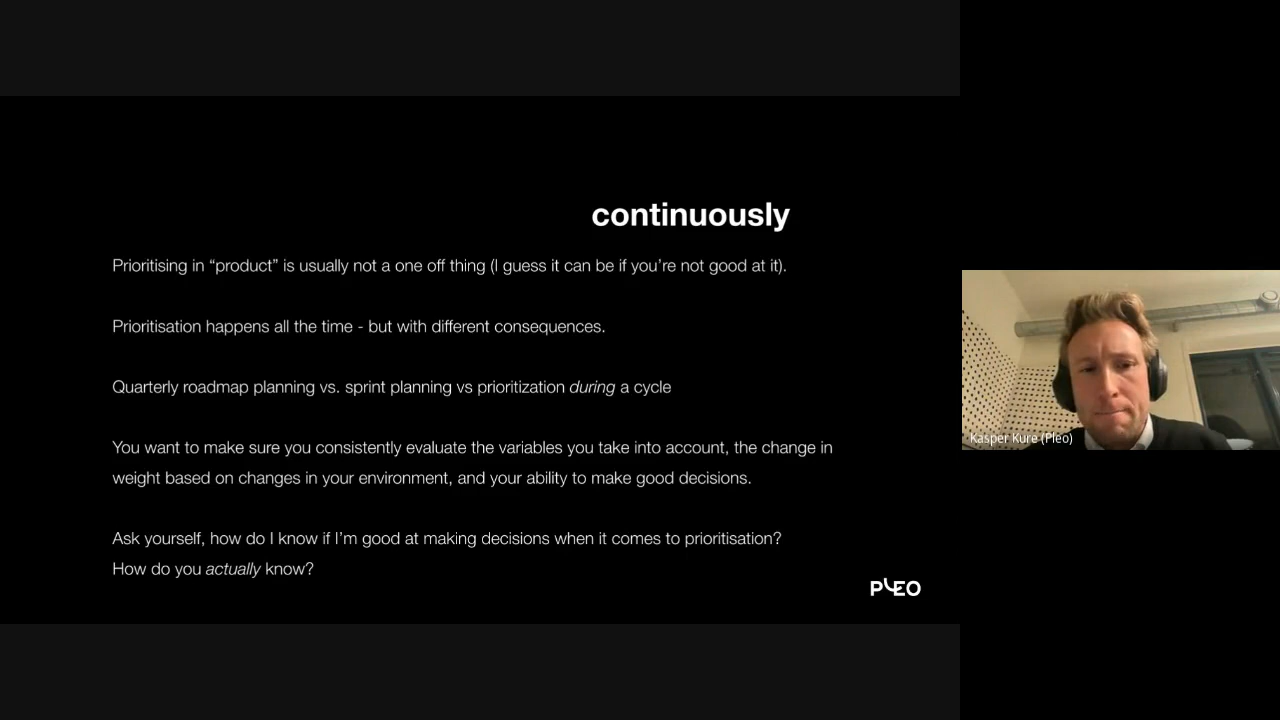 continuously
Prioritising in “product” is usually not a one off thing (I guess it can be if you’re not good at it).
Prioritisation happens all the time - but with different consequences.
Quarterly roadmap planning vs. sprint planning vs prioritization during a cycle
You want to make sure you consistently evaluate the variables you take into account, the change in
weight based on changes in your environment, and your ability to make good decisions.
Ask yourself, how do I know if I’m good at making decisions when it comes to prioritisation?
How do you actually know?
PLEO
Kasper Kure (Pleo)